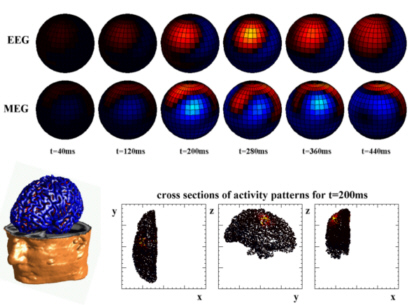 EEG
MEG
t=40ms t=120ms t=200ms t=280ms t=360ms t=440ms
cross sections of activity patterns for t=200ms
y z z
x y x